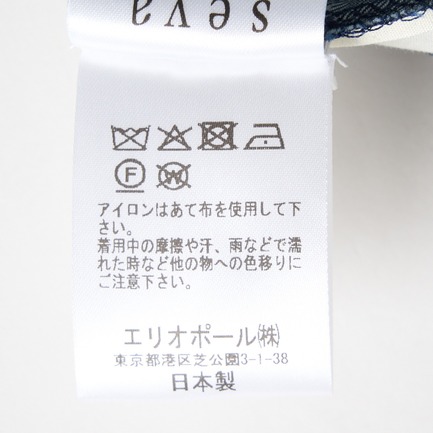 seva
F
W
アイロンはあて布を使用して下
さい。
着用中の摩擦や汗、雨などで濡
れた時など他の物への色移りに
ご注意下さい。
エリオポール㈱
東京都港区芝公園3-1-38
日本製